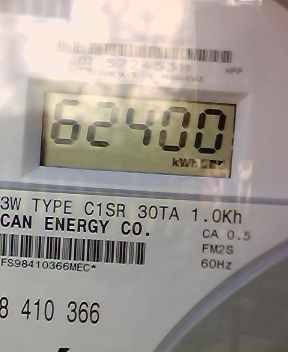 62400
kWh
3W TYPE C1SR 30TA 1.0Kh
CAN ENERGY CO.
CA 0.5
FM2S
FS98410366MEC*
60Hz
8 410 366